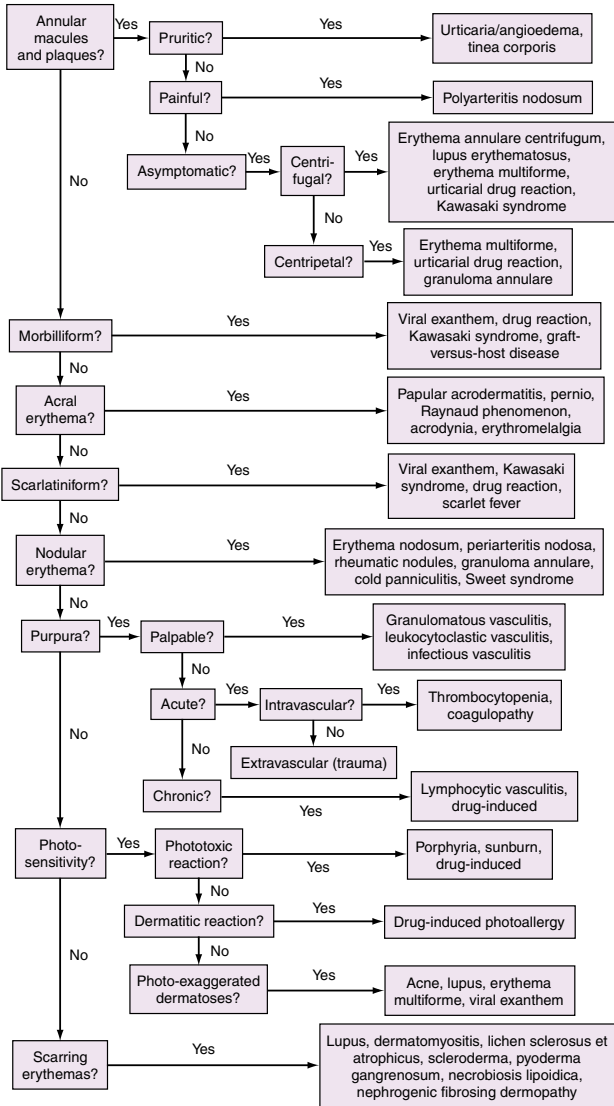 Annular
macules
and plaques?
Yes
Pruritic?
Yes
Urticaria/angioedema,
tinea corporis
No
Painful?
Yes
Polyarteritis nodosum
No
No
Asymptomatic?
Yes
Centri-
fugal?
Yes
Erythema annulare centrifugum,
lupus erythematosus,
erythema multiforme,
urticarial drug reaction,
Kawasaki syndrome
No
Centripetal?
Yes
Erythema multiforme,
urticarial drug reaction,
granuloma annulare
Morbilliform?
Yes
Viral exanthem, drug reaction,
Kawasaki syndrome, graft-
versus-host disease
No
Acral
erythema?
Yes
Papular acrodermatitis, pernio,
Raynaud phenomenon,
acrodynia, erythromelalgia
No
Scarlatiniform?
Yes
Viral exanthem, Kawasaki
syndrome, drug reaction,
scarlet fever
No
Nodular
erythema?
Yes
Erythema nodosum, periarteritis nodosa,
rheumatic nodules, granuloma annulare,
cold panniculitis, Sweet syndrome
No
Purpura?
Yes
Palpable?
Yes
Granulomatous vasculitis,
leukocytoclastic vasculitis,
infectious vasculitis
No
No
Acute?
Yes
Intravascular?
Yes
Thrombocytopenia,
coagulopathy
No
Extravascular (trauma)
No
Chronic?
Yes
Lymphocytic vasculitis,
drug-induced
Photo-
sensitivity?
Yes
Phototoxic
reaction?
Yes
Porphyria, sunburn,
drug-induced
No
No
Dermatitic reaction?
Yes
Drug-induced photoallergy
No
Photo-exaggerated
dermatoses?
Yes
Acne, lupus, erythema
multiforme, viral exanthem
Scarring
erythemas?
Yes
Lupus, dermatomyositis, lichen sclerosus et
atrophicus, scleroderma, pyoderma
gangrenosum, necrobiosis lipoidica,
nephrogenic fibrosing dermopathy